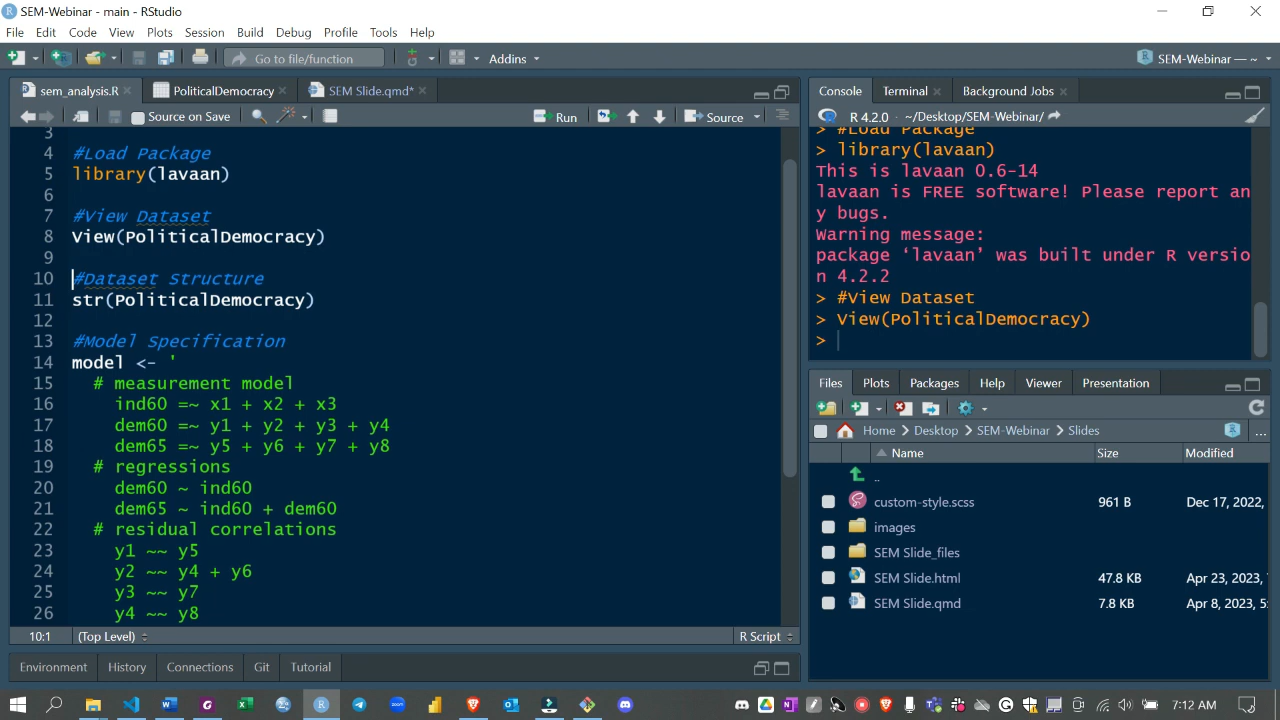 SEM-Webinar - main - RStudio
File Edit Code View Plots Session Build Debug Profile Tools Help
Go to file/function Addins SEM-Webinar — ~
sem_analysis.R PoliticalDemocracy SEM Slide.qmd*
Source on Save Run Source
3
4 #Load Package
5 library(lavaan)
6
7 #View Dataset
8 View(PoliticalDemocracy)
9
10 #Dataset Structure
11 str(PoliticalDemocracy)
12
13 #Model Specification
14 model <- '
15 # measurement model
16 ind60 =~ x1 + x2 + x3
17 dem60 =~ y1 + y2 + y3 + y4
18 dem65 =~ y5 + y6 + y7 + y8
19 # regressions
20 dem60 ~ ind60
21 dem65 ~ ind60 + dem60
22 # residual correlations
23 y1 ~~ y5
24 y2 ~~ y4 + y6
25 y3 ~~ y7
26 y4 ~~ y8
10:1 (Top Level) R Script
Environment History Connections Git Tutorial
Console Terminal Background Jobs
R 4.2.0 · ~/Desktop/SEM-Webinar/
> #Load Package
> library(lavaan)
This is lavaan 0.6-14
lavaan is FREE software! Please report an
y bugs.
Warning message:
package ‘lavaan’ was built under R versio
n 4.2.2
> #View Dataset
> View(PoliticalDemocracy)
>
Files Plots Packages Help Viewer Presentation
Home Desktop SEM-Webinar Slides ...
Name Size Modified
..
custom-style.scss 961 B Dec 17, 2022,
images
SEM Slide_files
SEM Slide.html 47.8 KB Apr 23, 2023,
SEM Slide.qmd 7.8 KB Apr 8, 2023, 5:
7:12 AM